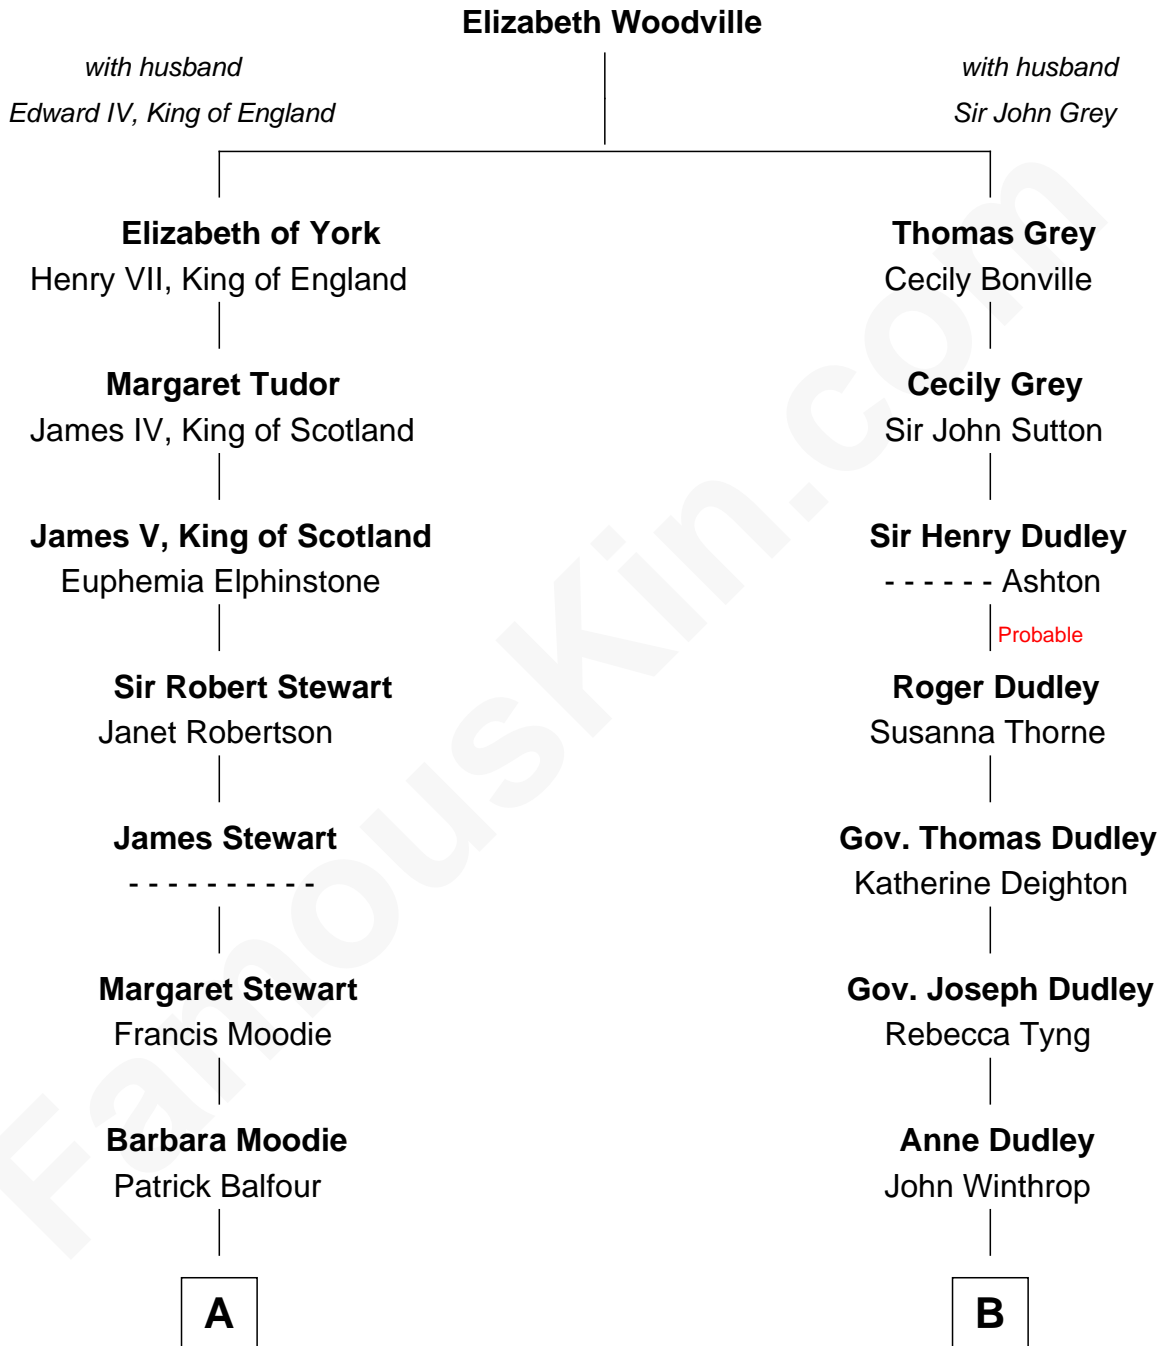 Elizabeth Woodville
with husband
Edward IV, King of England
with husband
Sir John Grey
Elizabeth of York
Henry VII, King of England
Thomas Grey
Cecily Bonville
Margaret Tudor
James IV, King of Scotland
Cecily Grey
Sir John Sutton
James V, King of Scotland
Euphemia Elphinstone
Sir Henry Dudley
- - - - - - Ashton
Probable
Sir Robert Stewart
Janet Robertson
Roger Dudley
Susanna Thorne
James Stewart
- - - - - - - - - -
Gov. Thomas Dudley
Katherine Deighton
Margaret Stewart
Francis Moodie
Gov. Joseph Dudley
Rebecca Tyng
Barbara Moodie
Patrick Balfour
Anne Dudley
John Winthrop
A
B
FamousKin.com